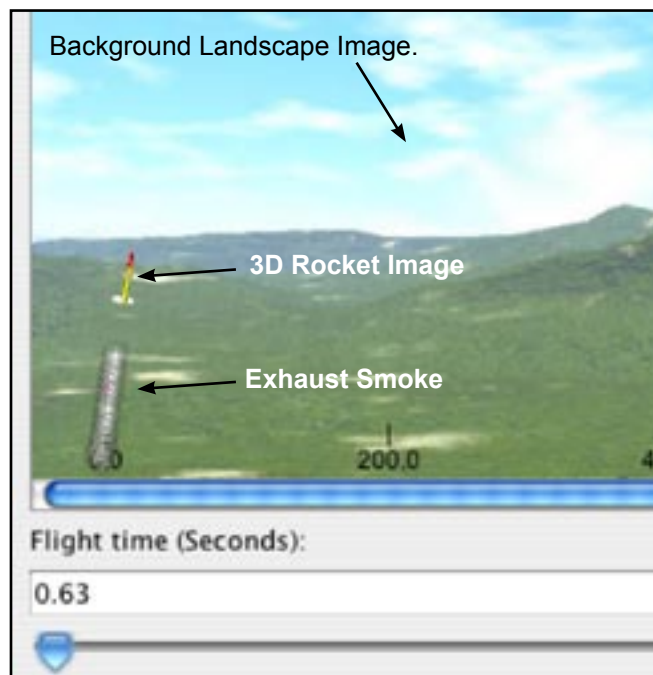 Background Landscape Image.
3D Rocket Image
Exhaust Smoke
200.0
Flight time (Seconds):
0.63